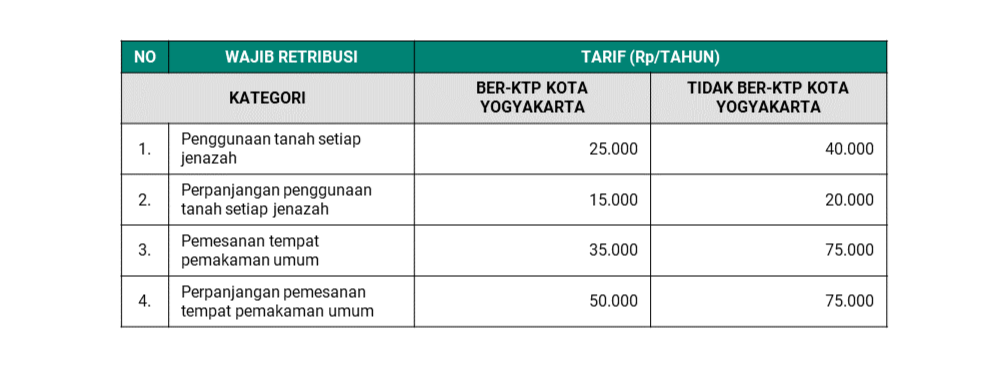 NO WAJIB RETRIBUSI TARIF (Rp/TAHUN)
KATEGORI
BER-KTP KOTA
YOGYAKARTA
TIDAK BER-KTP KOTA
YOGYAKARTA
1.
Penggunaan tanah setiap
jenazah
25.000
40.000
2.
Perpanjangan penggunaan
tanah setiap jenazah
15.000
20.000
3.
Pemesanan tempat
pemakaman umum
35.000
75.000
4.
Perpanjangan pemesanan
tempat pemakaman umum
50.000
75.000